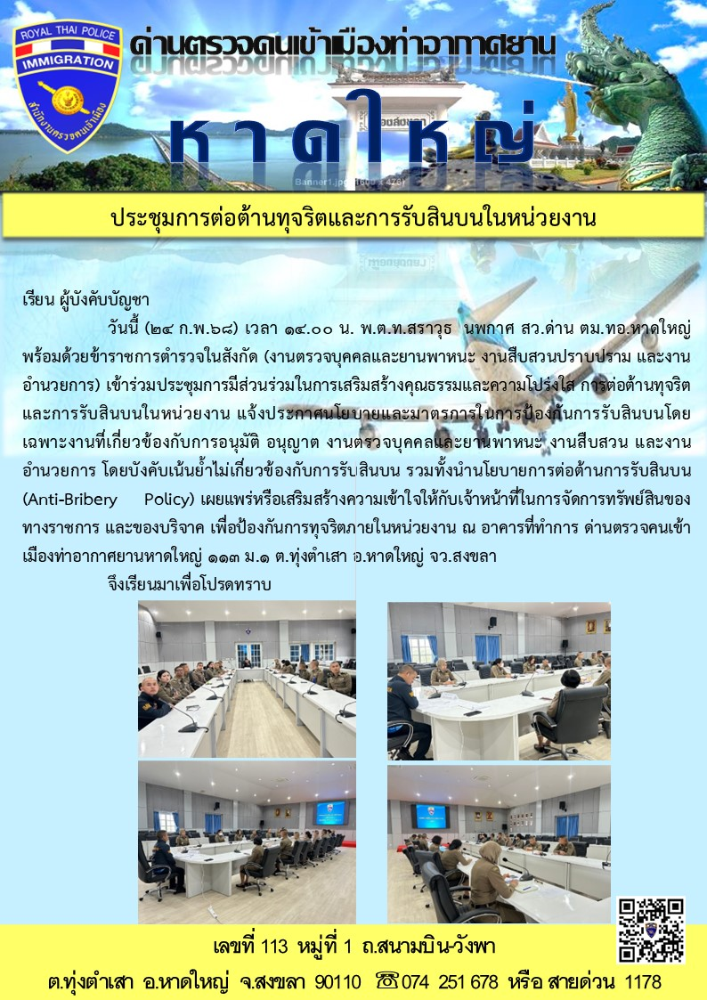 ROYAL THAI POLICE
IMMIGRATION
สำนักงานตรวจคนเข้าเมือง
ด่านตรวจคนเข้าเมืองท่าอากาศยาน
หาดใหญ่
Banner1.jpg (1600 x 476)
ประชุมการต่อต้านทุจริตและการรับสินบนในหน่วยงาน
เรียน ผู้บังคับบัญชา
วันนี้ (๒๔ ก.พ.๖๘) เวลา ๑๔.๐๐ น. พ.ต.ท.สราวุธ นพกาศ สว.ด่าน ตม.ทอ.หาดใหญ่
พร้อมด้วยข้าราชการตำรวจในสังกัด (งานตรวจบุคคลและยานพาหนะ งานสืบสวนปราบปราม และงาน
อำนวยการ) เข้าร่วมประชุมการมีส่วนร่วมในการเสริมสร้างคุณธรรมและความโปร่งใส การต่อต้านทุจริต
และการรับสินบนในหน่วยงาน แจ้งประกาศนโยบายและมาตรการในการป้องกันการรับสินบนโดย
เฉพาะงานที่เกี่ยวข้องกับการอนุมัติ อนุญาต งานตรวจบุคคลและยานพาหนะ งานสืบสวน และงาน
อำนวยการ โดยบังคับเน้นย้ำไม่เกี่ยวข้องกับการรับสินบน รวมทั้งนำนโยบายการต่อต้านการรับสินบน
(Anti-Bribery Policy) เผยแพร่หรือเสริมสร้างความเข้าใจให้กับเจ้าหน้าที่ในการจัดการทรัพย์สินของ
ทางราชการ และของบริจาค เพื่อป้องกันการทุจริตภายในหน่วยงาน ณ อาคารที่ทำการ ด่านตรวจคนเข้า
เมืองท่าอากาศยานหาดใหญ่ ๑๑๓ ม.๑ ต.ทุ่งตำเสา อ.หาดใหญ่ จว.สงขลา
จึงเรียนมาเพื่อโปรดทราบ
เลขที่ 113 หมู่ที่ 1 ถ.สนามบิน-วังพา
ต.ทุ่งตำเสา อ.หาดใหญ่ จ.สงขลา 90110 ☏074 251 678 หรือ สายด่วน 1178